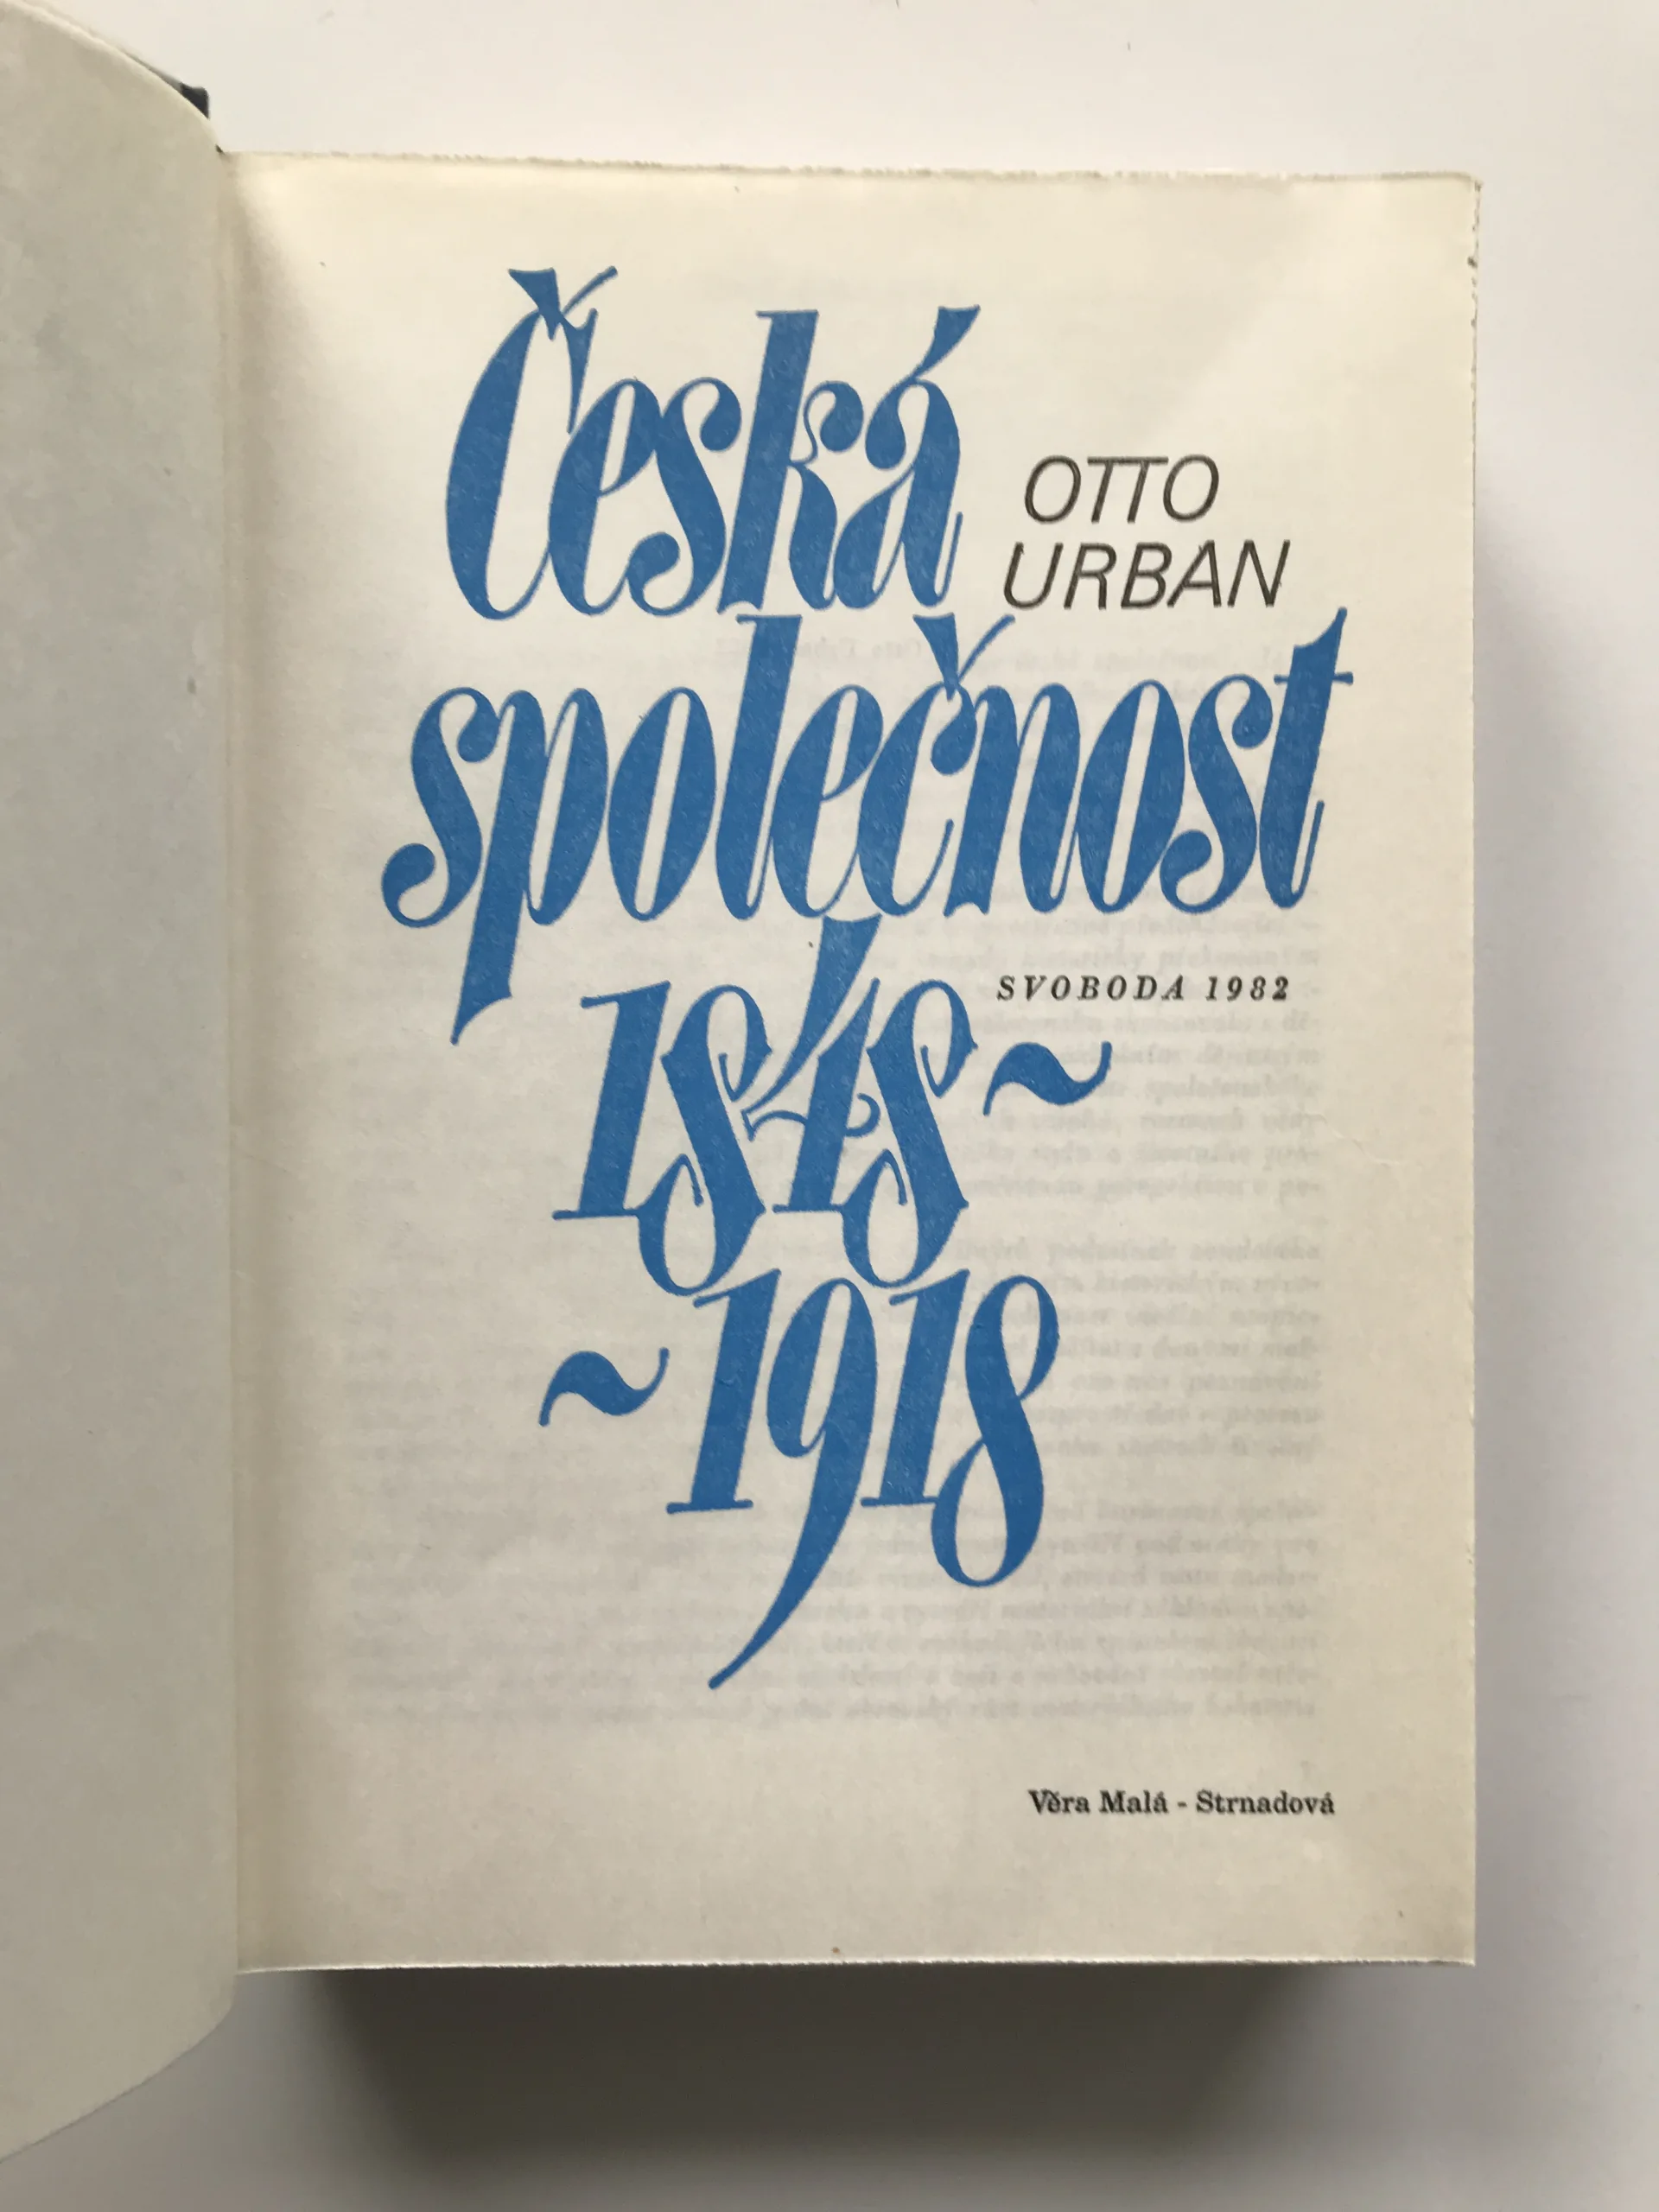 Česká
OTTO
URBAN
společnost
SVOBODA 1982
1848~
~1918
Věra Malá - Strnadová